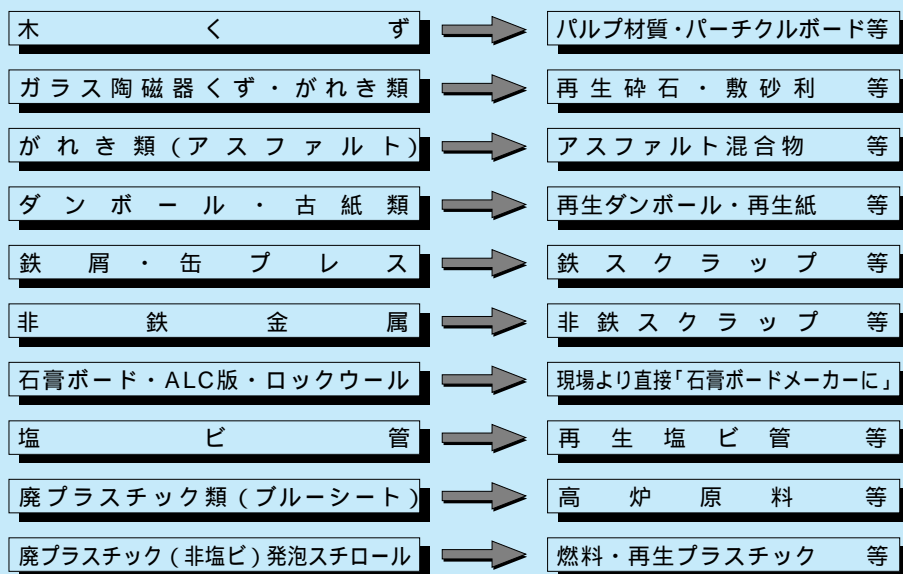 木くず パルプ材質・パーチクルボード等
ガラス陶磁器くず・がれき類 再生砕石・敷砂利 等
がれき類(アスファルト) アスファルト混合物 等
ダンボール・古紙類 再生ダンボール・再生紙 等
鉄屑・缶プレス 鉄スクラップ 等
非鉄金属 非鉄スクラップ 等
石膏ボード・ALC版・ロックウール 現場より直接「石膏ボードメーカーに」
塩ビ管 再生塩ビ管 等
廃プラスチック類(ブルーシート) 高炉原料 等
廃プラスチック(非塩ビ)発泡スチロール 燃料・再生プラスチック 等